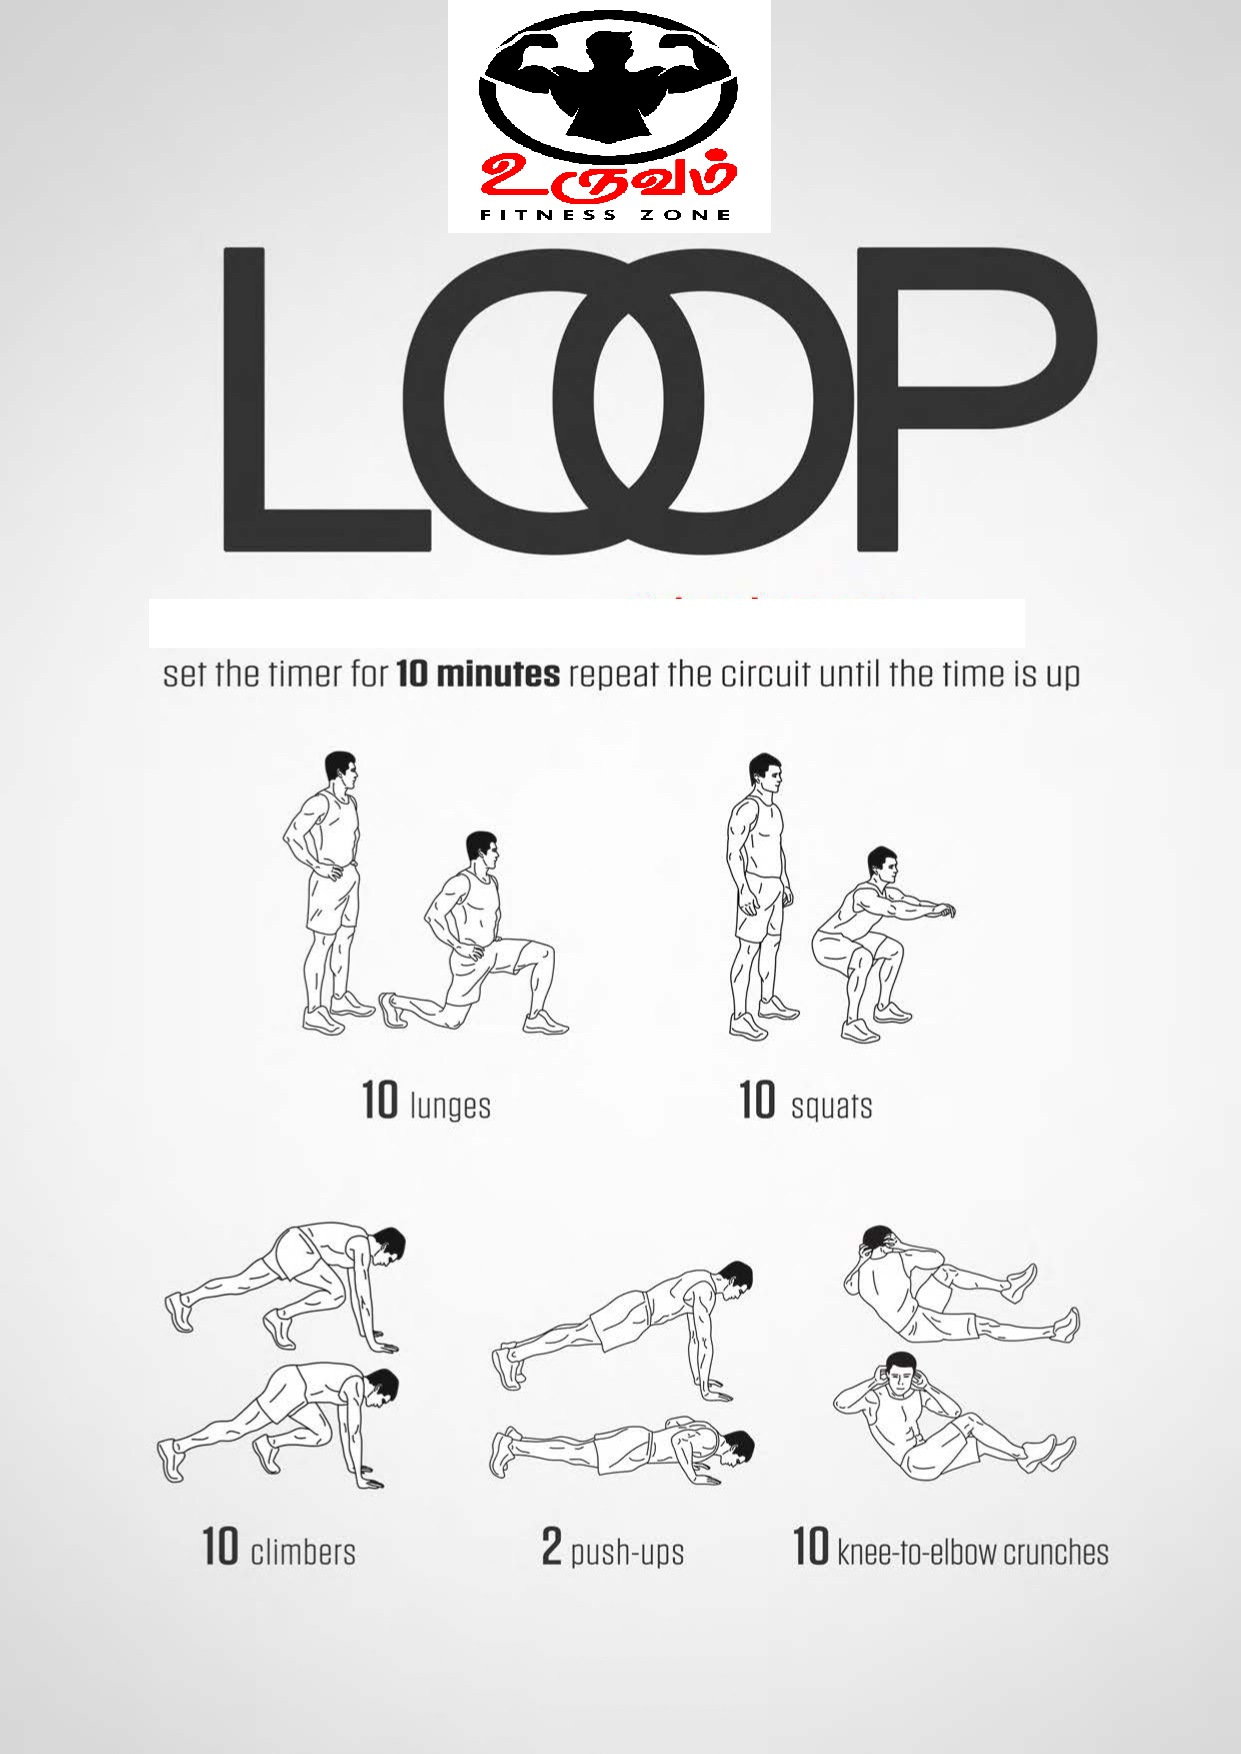 உருவம்
FITNESS ZONE
LOOP
set the timer for 10 minutes repeat the circuit until the time is up
10 lunges
10 squats
10 climbers
2 push-ups
10 knee-to-elbow crunches